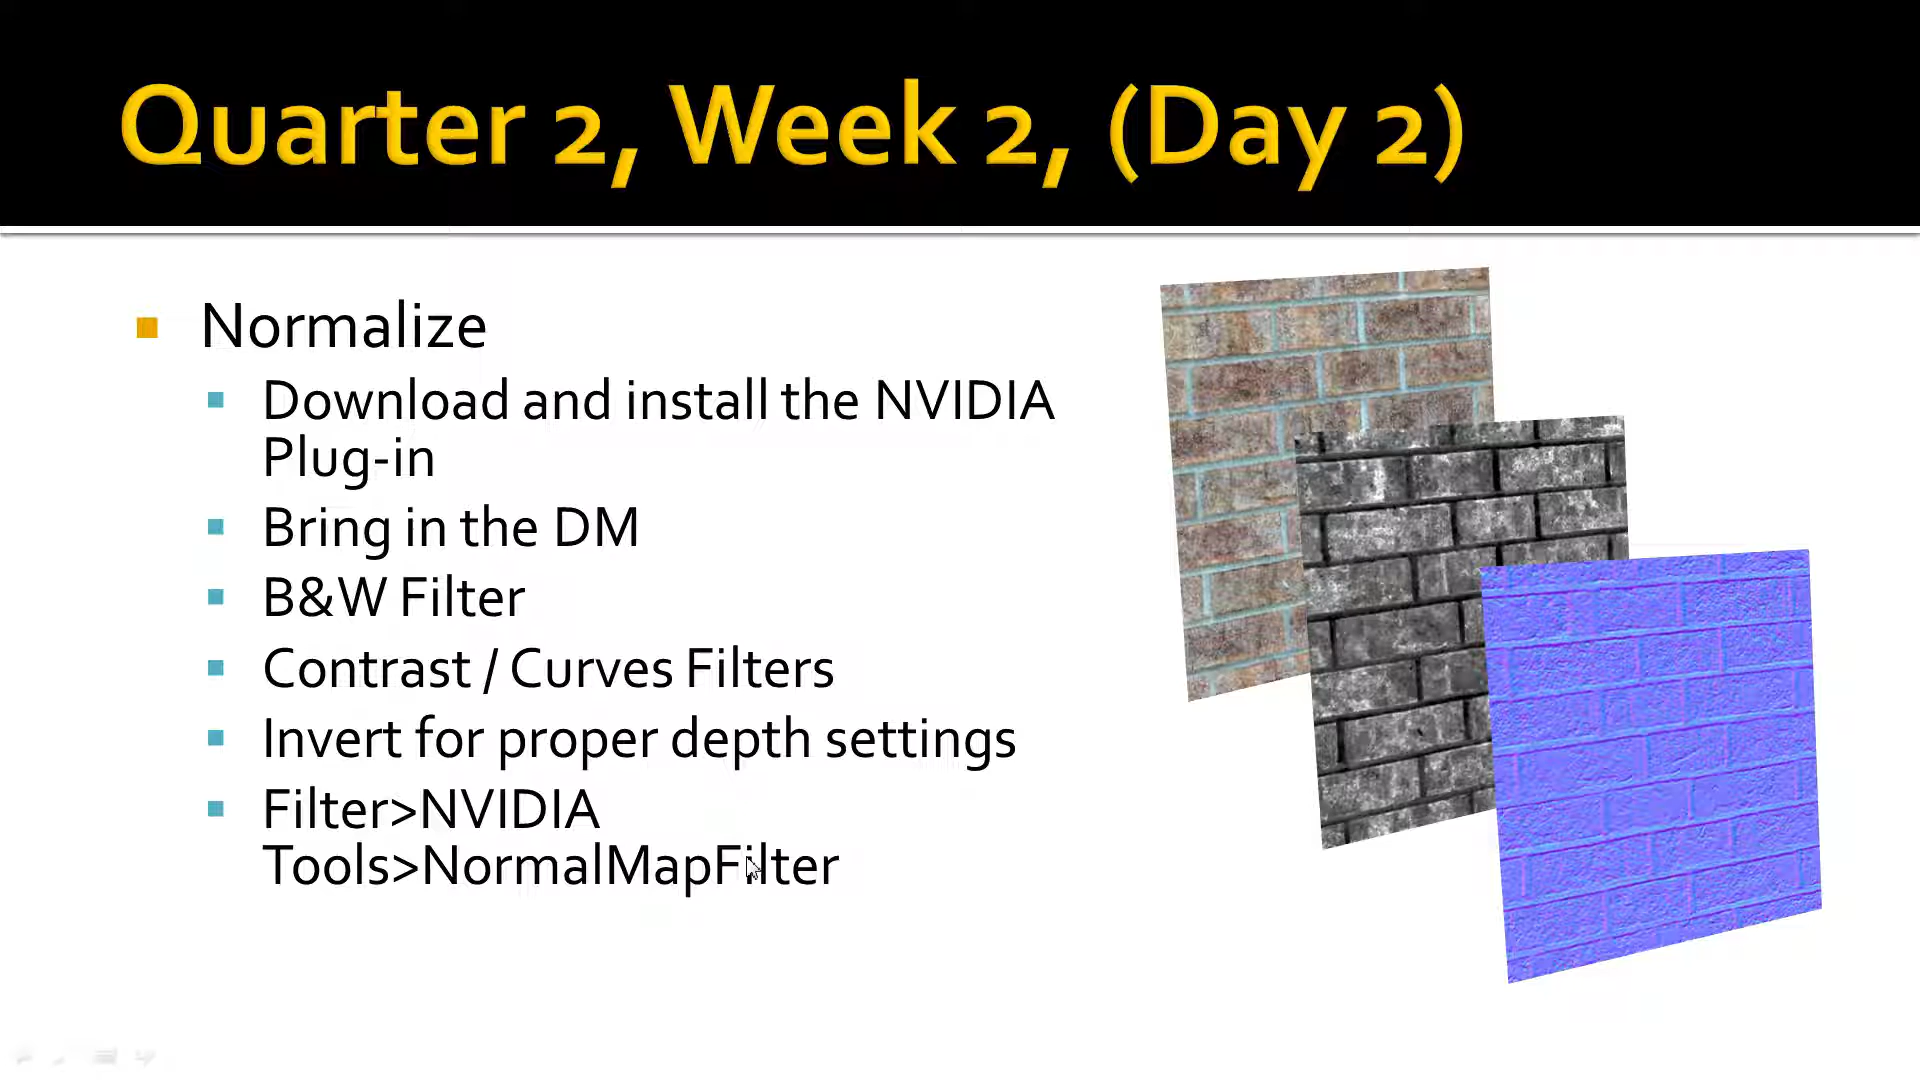 Quarter 2, Week 2, (Day 2)
Normalize
Download and install the NVIDIA
Plug-in
Bring in the DM
B&W Filter
Contrast / Curves Filters
Invert for proper depth settings
Filter>NVIDIA
Tools>NormalMapFilter